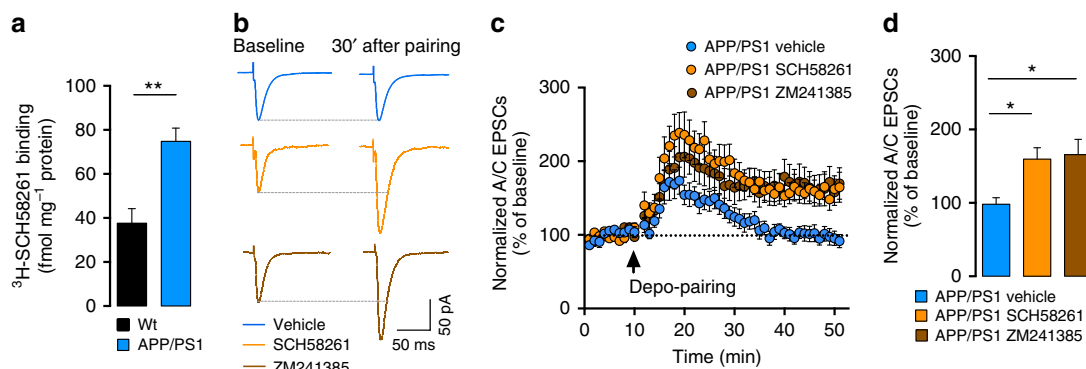 a
³H-SCH58261 binding
(fmol mg⁻¹ protein)
100
80
60
40
20
0
**
Wt
APP/PS1
b
Baseline
30′ after pairing
50 pA
50 ms
Vehicle
SCH58261
ZM241385
c
Normalized A/C EPSCs
(% of baseline)
300
200
100
300
APP/PS1 vehicle
APP/PS1 SCH58261
APP/PS1 ZM241385
Depo-pairing
0
10
20
30
40
50
Time (min)
d
Normalized A/C EPSCs
(% of baseline)
300
200
100
0
*
*
APP/PS1 vehicle
APP/PS1 SCH58261
APP/PS1 ZM241385